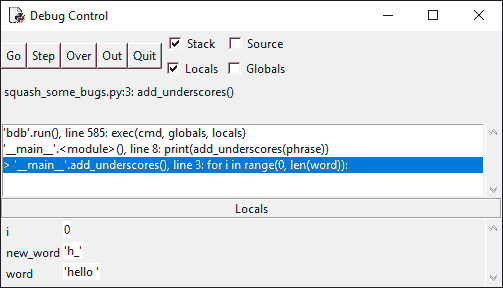 Debug Control
Go Step Over Out Quit
Stack Source
Locals Globals
squash_some_bugs.py:3: add_underscores()
'bdb'.run(), line 585: exec(cmd, globals, locals)
'__main__'.<module>(), line 8: print(add_underscores(phrase))
> '__main__'.add_underscores(), line 3: for i in range(0, len(word)):
Locals
i 0
new_word 'h_'
word 'hello '